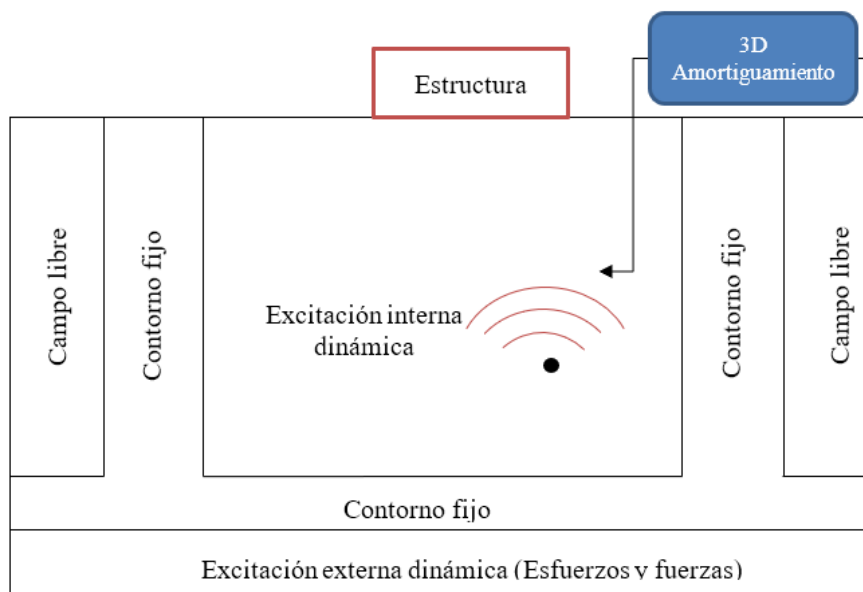 3D
Amortiguamiento
Estructura
Campo libre
Contorno fijo
Excitación interna
dinámica
Contorno fijo
Campo libre
Contorno fijo
Excitación externa dinámica (Esfuerzos y fuerzas)